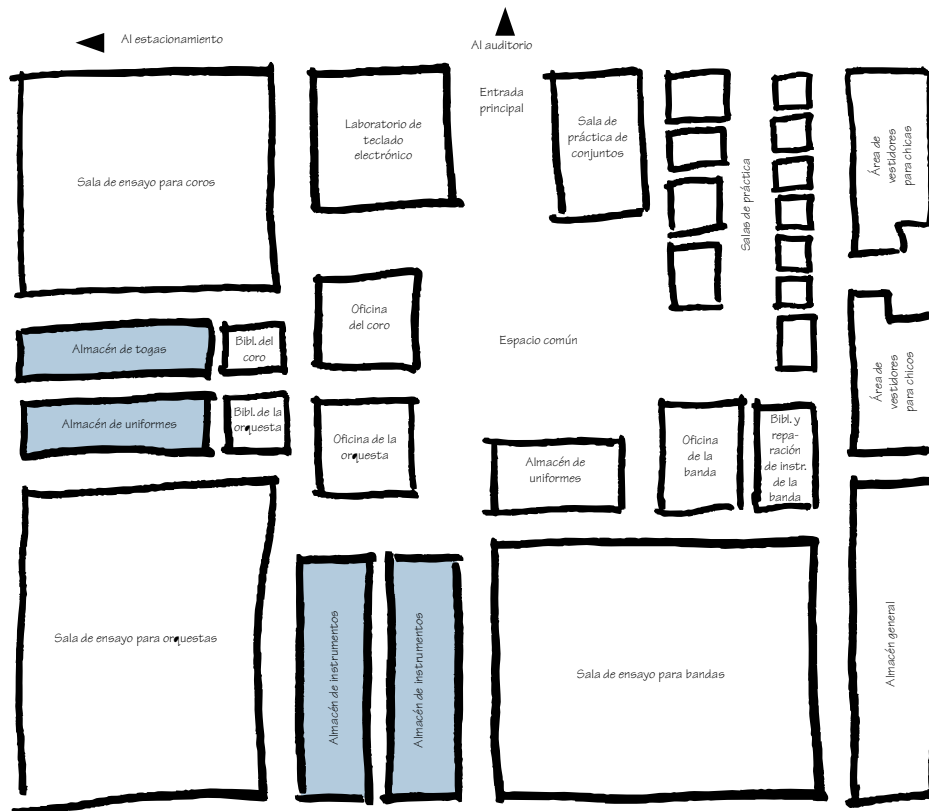 Al estacionamiento
Al auditorio
Entrada
principal
Sala de ensayo para coros
Laboratorio de
teclado
electrónico
Sala de
práctica de
conjuntos
Salas de práctica
Área de
vestidores
para chicas
Oficina
del coro
Almacén de togas
Bibl. del
coro
Espacio común
Área de
vestidores
para chicos
Almacén de uniformes
Bibl. de la
orquesta
Oficina de la
orquesta
Almacén de
uniformes
Oficina
de la
banda
Bibl. y
repa-
ración
de instr.
de la
banda
Sala de ensayo para orquestas
Almacén de instrumentos
Almacén de instrumentos
Sala de ensayo para bandas
Almacén general